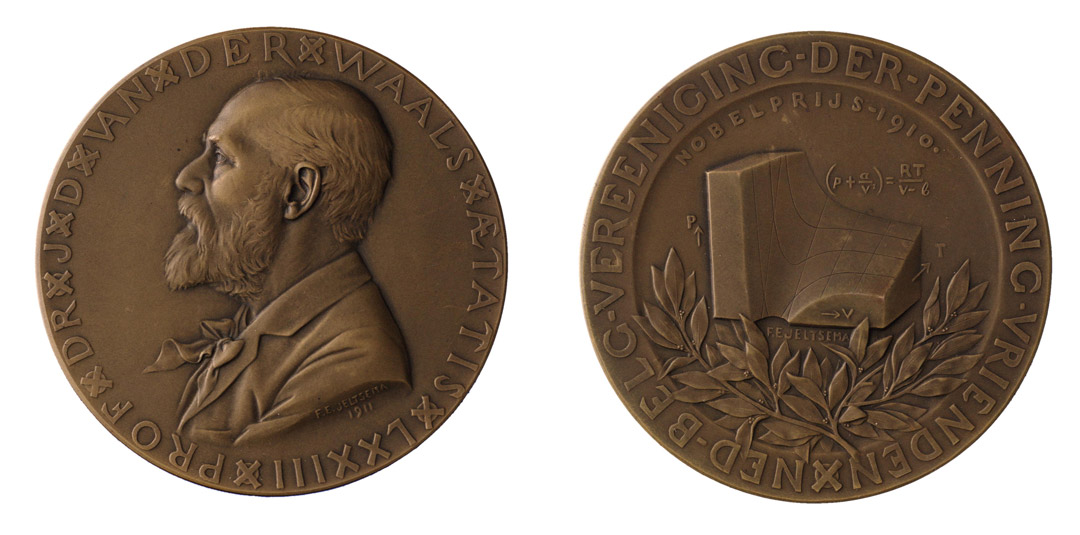 PROF DR J D VAN DER WAALS ÆTATIS LXXIII
F.E. JELTSEMA
1911
NED-BELG-VEREENIGING-DER-PENNING-VRIENDEN
NOBELPRIJS-1910.
(p + a/v²) = RT/v-b
P
T
→V
F.E.JELTSEMA